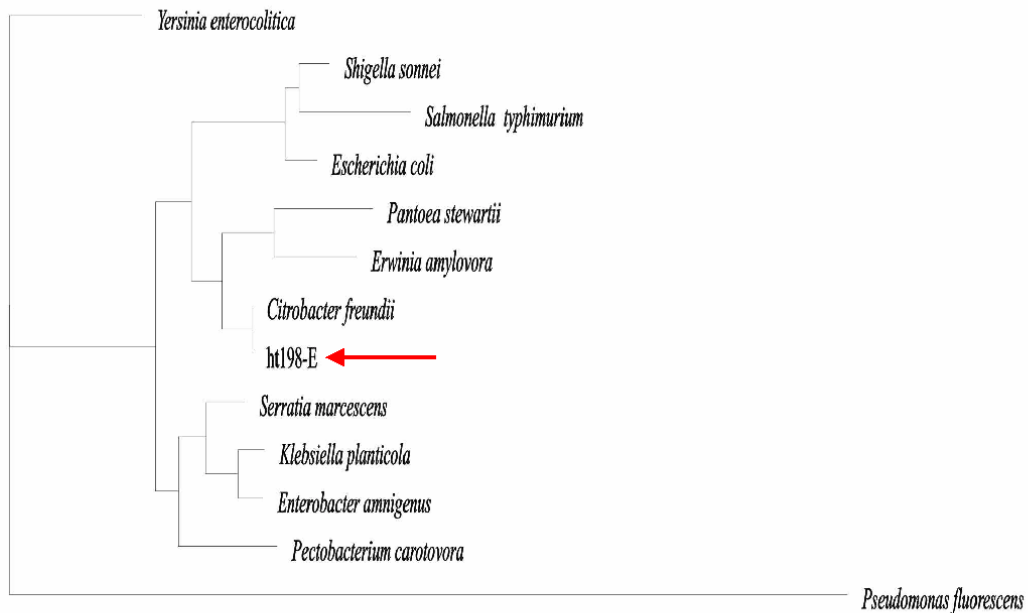 Yersinia enterocolitica
Shigella sonnei
Salmonella typhimurium
Escherichia coli
Pantoea stewartii
Erwinia amylovora
Citrobacter freundii
ht198-E
Serratia marcescens
Klebsiella planticola
Enterobacter amnigenus
Pectobacterium carotovora
Pseudomonas fluorescens